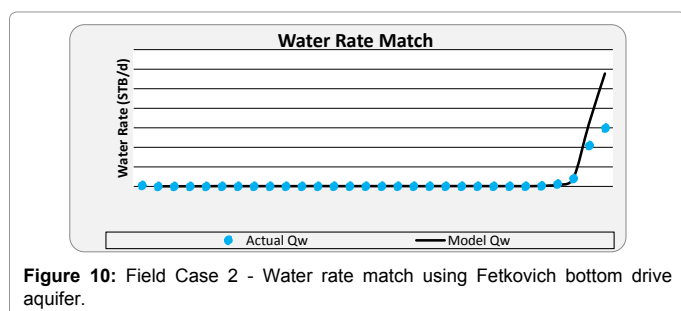 Water Rate Match
Water Rate (STB/d)
Actual Qw
Model Qw
Figure 10: Field Case 2 - Water rate match using Fetkovich bottom drive
aquifer.